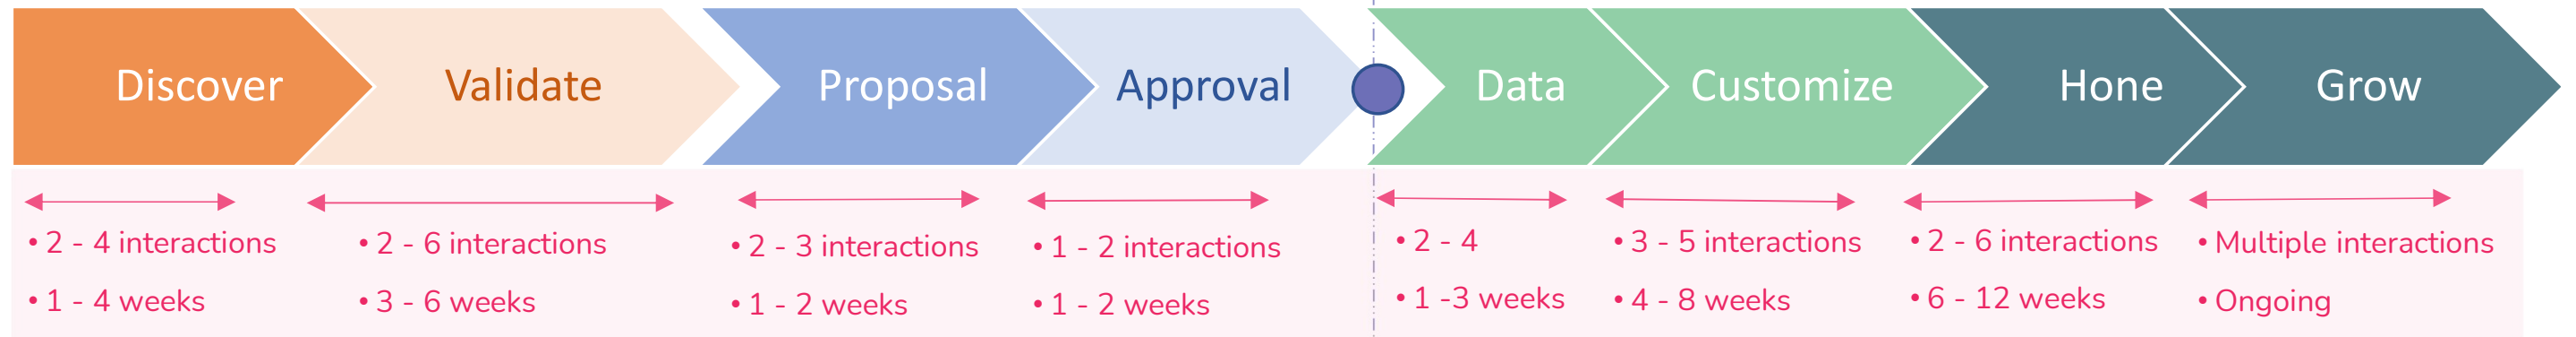 Discover
Validate
Proposal
Approval
Data
Customize
Hone
Grow
• 2 - 4 interactions
• 1 - 4 weeks
• 2 - 6 interactions
• 3 - 6 weeks
• 2 - 3 interactions
• 1 - 2 weeks
• 1 - 2 interactions
• 1 - 2 weeks
• 2 - 4
• 1 -3 weeks
• 3 - 5 interactions
• 4 - 8 weeks
• 2 - 6 interactions
• 6 - 12 weeks
• Multiple interactions
• Ongoing